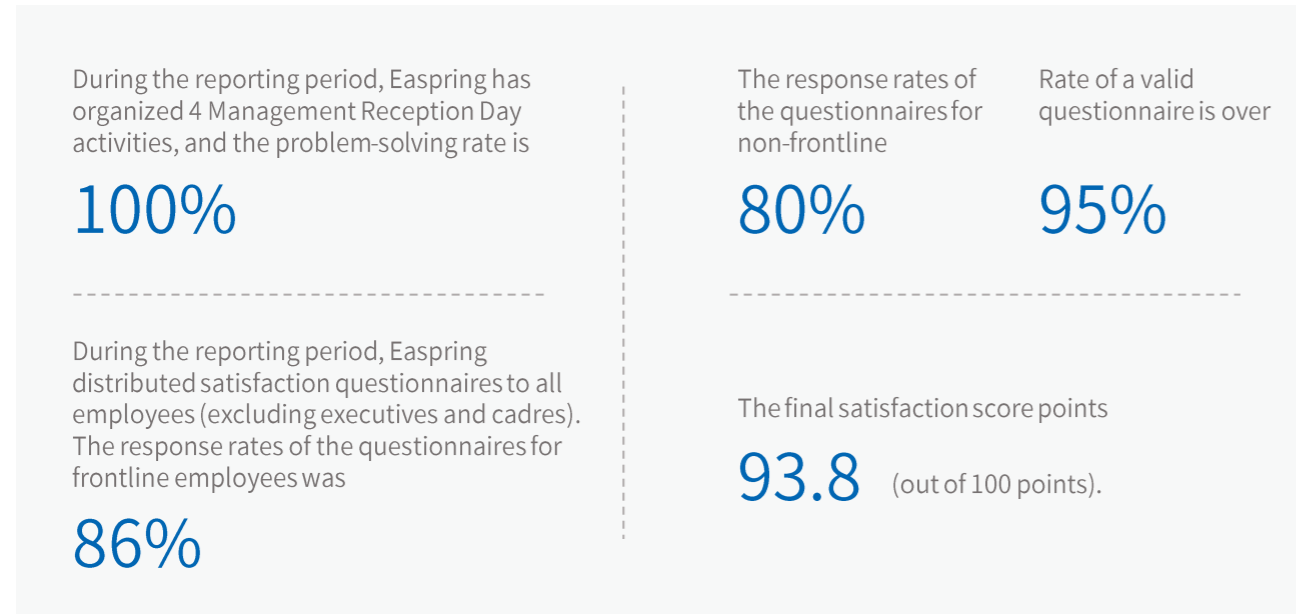 During the reporting period, Easpring has
organized 4 Management Reception Day
activities, and the problem-solving rate is
100%
During the reporting period, Easpring
distributed satisfaction questionnaires to all
employees (excluding executives and cadres).
The response rates of the questionnaires for
frontline employees was
86%
The response rates of
the questionnaires for
non-frontline
80%
Rate of a valid
questionnaire is over
95%
The final satisfaction score points
93.8 (out of 100 points).